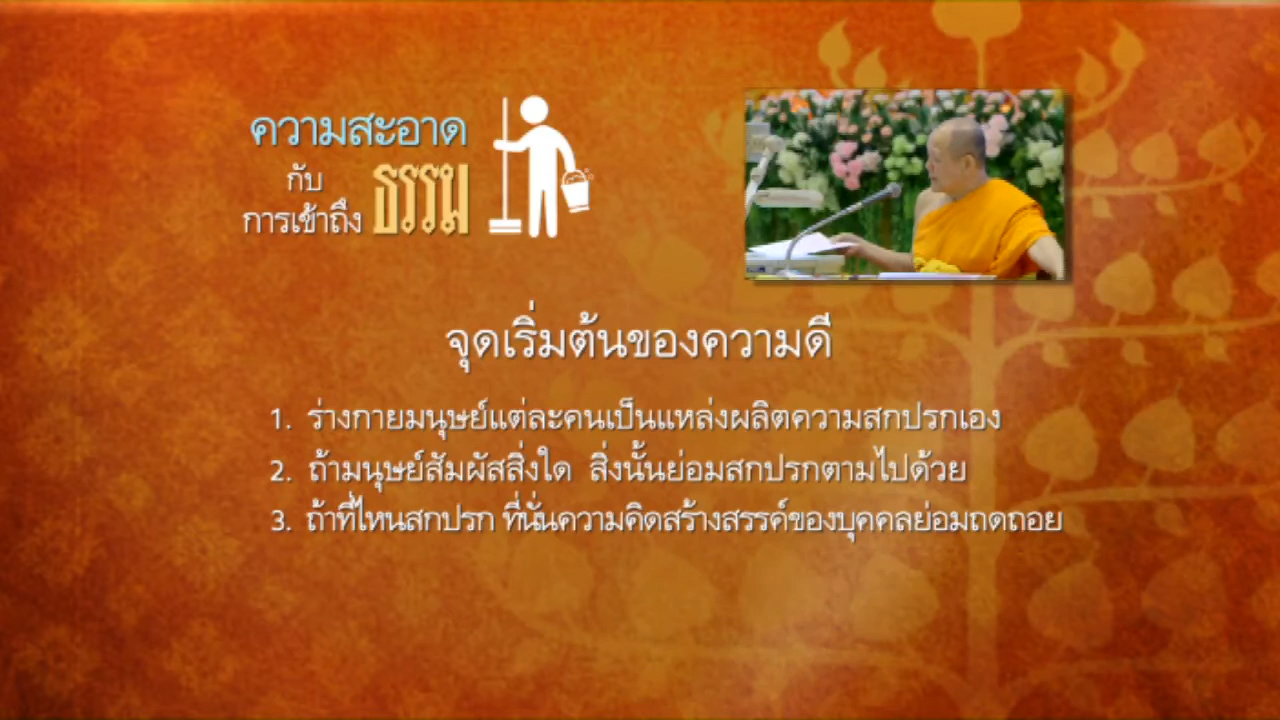 ความสะอาด
กับ
การเข้าถึง ธรรม
จุดเริ่มต้นของความดี
1. ร่างกายมนุษย์แต่ละคนเป็นแหล่งผลิตความสกปรกเอง
2. ถ้ามนุษย์สัมผัสสิ่งใด สิ่งนั้นย่อมสกปรกตามไปด้วย
3. ถ้าที่ไหนสกปรก ที่นั่นความคิดสร้างสรรค์ของบุคคลย่อมถดถอย